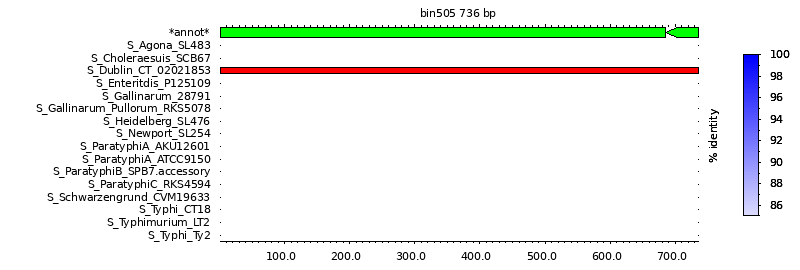 bin505 736 bp
*annot*
S_Agona_SL483
S_Choleraesuis_SCB67
S_Dublin_CT_02021853
S_Enteritdis_P125109
S_Gallinarum_28791
S_Gallinarum_Pullorum_RKS5078
S_Heidelberg_SL476
S_Newport_SL254
S_ParatyphiA_AKU12601
S_ParatyphiA_ATCC9150
S_ParatyphiB_SPB7.accessory
S_ParatyphiC_RKS4594
S_Schwarzengrund_CVM19633
S_Typhi_CT18
S_Typhimurium_LT2
S_Typhi_Ty2
100.0 200.0 300.0 400.0 500.0 600.0 700.0
% identity
100
98
96
94
92
90
88
86